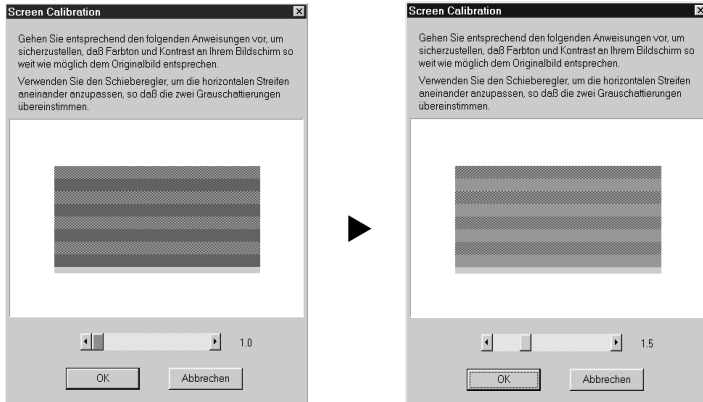 Screen Calibration
Gehen Sie entsprechend den folgenden Anweisungen vor, um
sicherzustellen, daß Farbton und Kontrast an Ihrem Bildschirm so
weit wie möglich dem Originalbild entsprechen.
Verwenden Sie den Schieberegler, um die horizontalen Streifen
aneinander anzupassen, so daß die zwei Grauschattierungen
übereinstimmen.
1.0
OK
Abbrechen
Screen Calibration
Gehen Sie entsprechend den folgenden Anweisungen vor, um
sicherzustellen, daß Farbton und Kontrast an Ihrem Bildschirm so
weit wie möglich dem Originalbild entsprechen.
Verwenden Sie den Schieberegler, um die horizontalen Streifen
aneinander anzupassen, so daß die zwei Grauschattierungen
übereinstimmen.
1.5
OK
Abbrechen